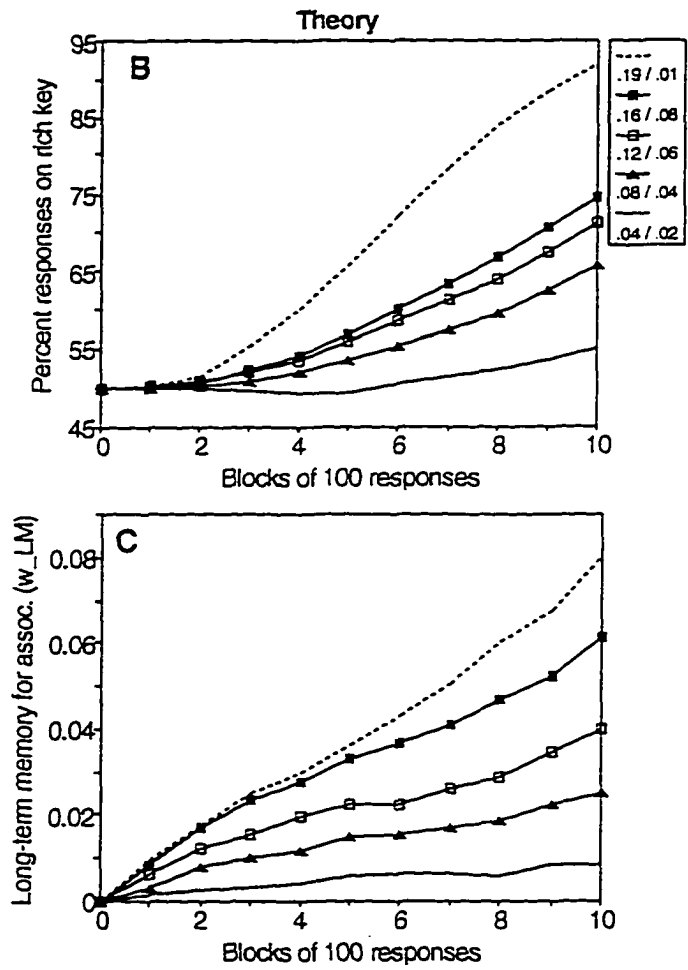 Theory
B
Percent responses on rich key
95
85
75
65
55
45
0 2 4 6 8 10
Blocks of 100 responses
.19 / .01
.16 / .08
.12 / .06
.08 / .04
.04 / .02
C
Long-term memory for assoc. (w_LM)
0.08
0.06
0.04
0.02
0
0 2 4 6 8 10
Blocks of 100 responses